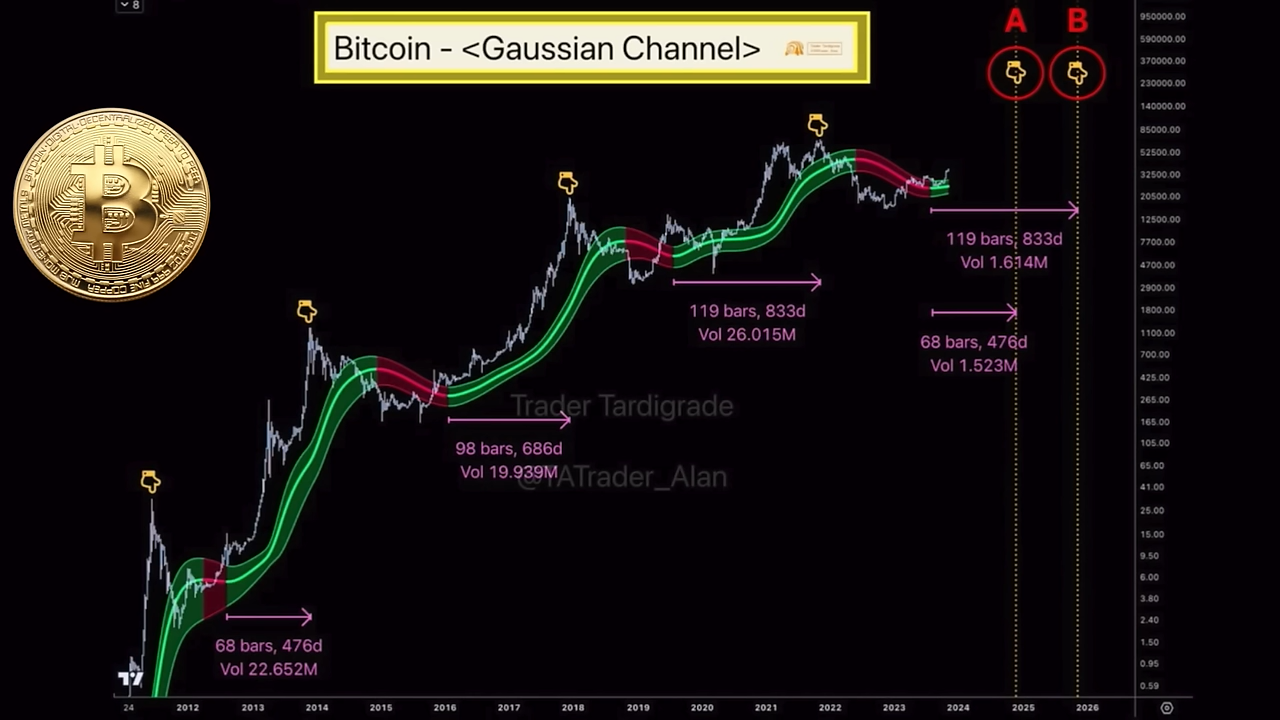 8
Bitcoin - <Gaussian Channel>
A
B
950000.00
590000.00
370000.00
230000.00
140000.00
85000.00
52500.00
32500.00
20500.00
12500.00
7700.00
4700.00
2900.00
1800.00
1100.00
700.00
425.00
265.00
165.00
105.00
65.00
41.00
25.00
15.00
9.50
6.00
3.80
2.40
1.50
0.95
0.59
119 bars, 833d
Vol 1.614M
119 bars, 833d
Vol 26.015M
68 bars, 476d
Vol 1.523M
Trader Tardigrade
98 bars, 686d
Vol 19.939M
@TATrader_Alan
68 bars, 476d
Vol 22.652M
24 2012 2013 2014 2015 2016 2017 2018 2019 2020 2021 2022 2023 2024 2025 2026